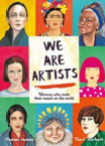 WE ARE
ARTISTS
Women who made
their mark on the world